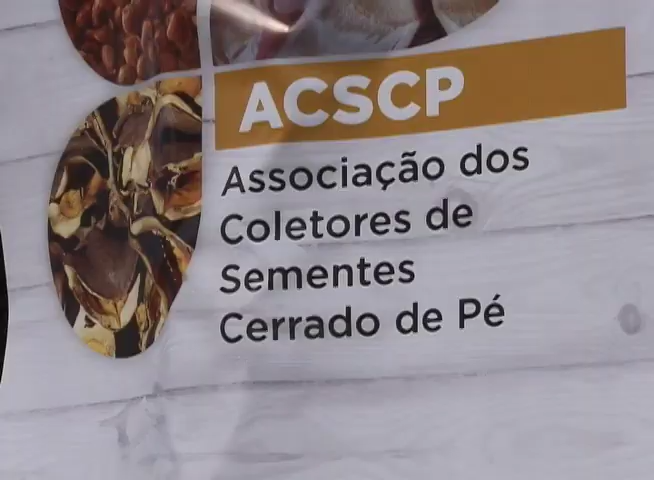 ACSCP
Associação dos
Coletores de
Sementes
Cerrado de Pé